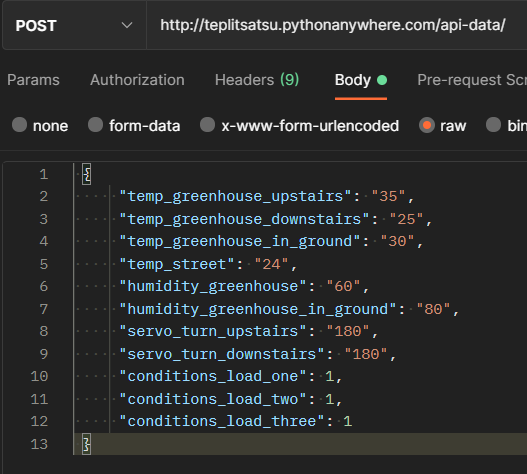 POST http://teplitsatsu.pythonanywhere.com/api-data/
Params Authorization Headers (9) Body Pre-request Scr
none form-data x-www-form-urlencoded raw bin
1 {
2 "temp_greenhouse_upstairs": "35",
3 "temp_greenhouse_downstairs": "25",
4 "temp_greenhouse_in_ground": "30",
5 "temp_street": "24",
6 "humidity_greenhouse": "60",
7 "humidity_greenhouse_in_ground": "80",
8 "servo_turn_upstairs": "180",
9 "servo_turn_downstairs": "180",
10 "conditions_load_one": 1,
11 "conditions_load_two": 1,
12 "conditions_load_three": 1
13 }